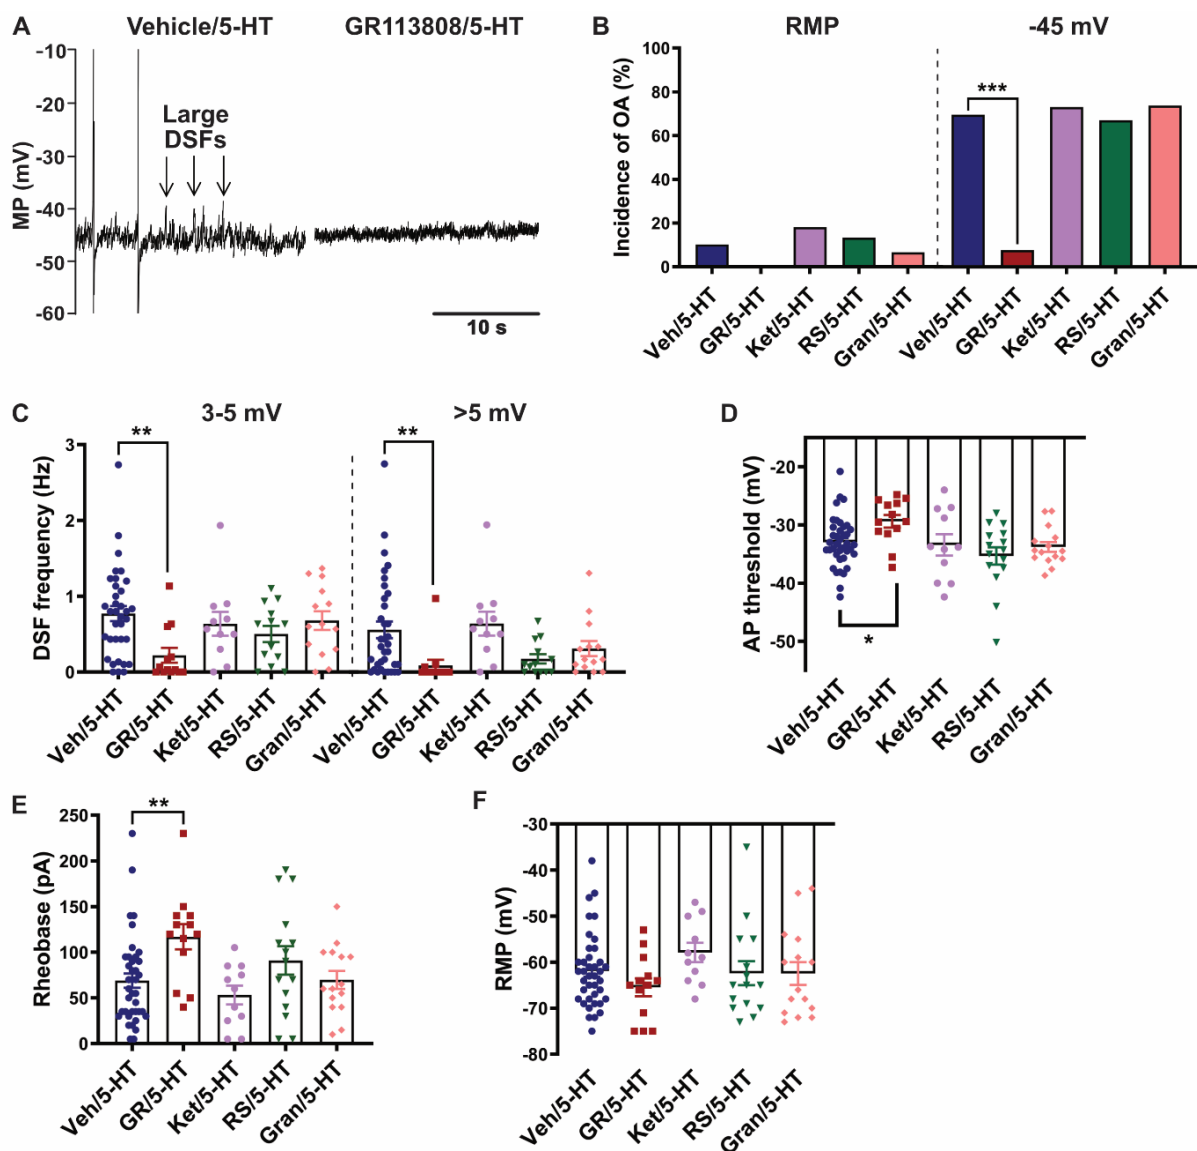 A
Vehicle/5-HT
GR113808/5-HT
MP (mV)
-10
-20
-30
-40
-50
-60
Large
DSFs
10 s
B
RMP
-45 mV
Incidence of OA (%)
100
80
60
40
20
0
***
Veh/5-HT
GR/5-HT
Ket/5-HT
RS/5-HT
Gran/5-HT
Veh/5-HT
GR/5-HT
Ket/5-HT
RS/5-HT
Gran/5-HT
C
3-5 mV
>5 mV
DSF frequency (Hz)
3
2
1
0
**
**
Veh/5-HT
GR/5-HT
Ket/5-HT
RS/5-HT
Gran/5-HT
Veh/5-HT
GR/5-HT
Ket/5-HT
RS/5-HT
Gran/5-HT
D
AP threshold (mV)
-20
-30
-40
-50
*
Veh/5-HT
GR/5-HT
Ket/5-HT
RS/5-HT
Gran/5-HT
E
Rheobase (pA)
250
200
150
100
50
0
**
Veh/5-HT
GR/5-HT
Ket/5-HT
RS/5-HT
Gran/5-HT
F
RMP (mV)
-30
-40
-50
-60
-70
-80
Veh/5-HT
GR/5-HT
Ket/5-HT
RS/5-HT
Gran/5-HT